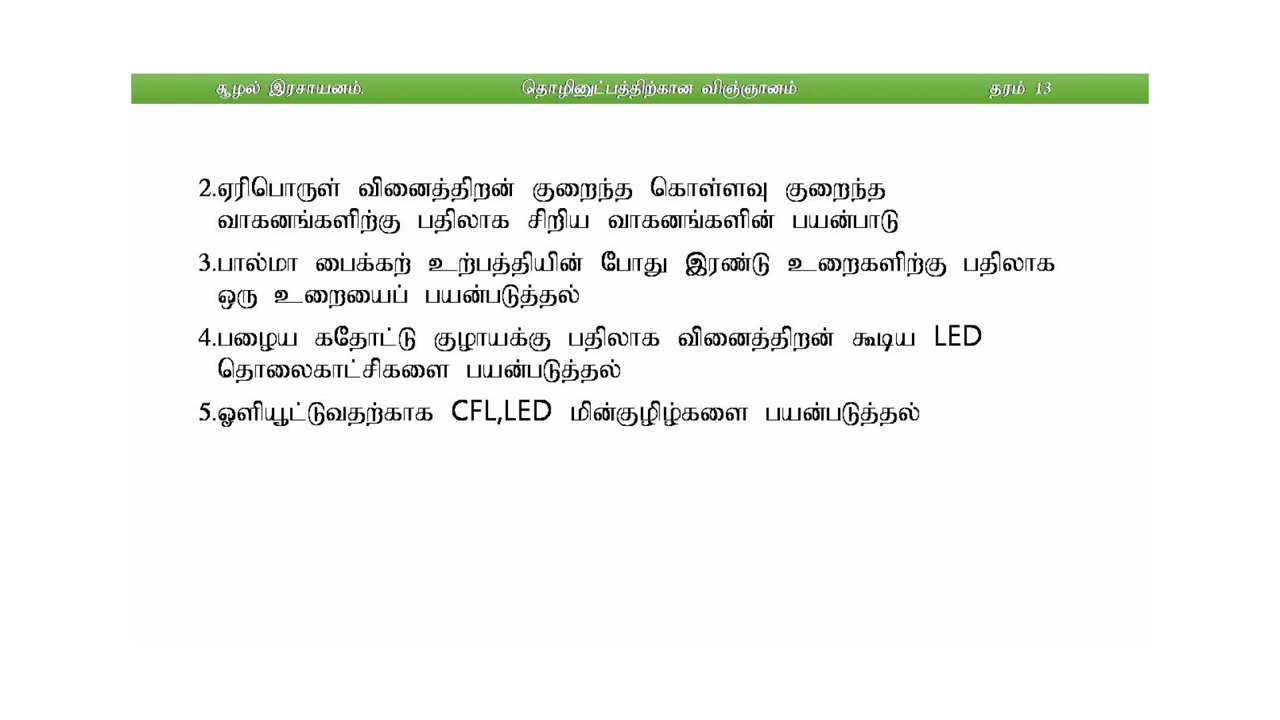 சூழல் இரசாயனம். தொழினுட்பத்திற்கான விஞ்ஞானம் தரம் 13
2.ஏரிபொருள் வினைத்திறன் குறைந்த கொள்ளவு குறைந்த
வாகனங்களிற்கு பதிலாக சிறிய வாகனங்களின் பயன்பாடு
3.பால்மா பைக்கற் உற்பத்தியின் போது இரண்டு உறைகளிற்கு பதிலாக
ஒரு உறையைப் பயன்படுத்தல்
4.பழைய கதோட்டு குழாயக்கு பதிலாக வினைத்திறன் கூடிய LED
தொலைகாட்சிகளை பயன்படுத்தல்
5.ஓளியூட்டுவதற்காக CFL,LED மின்குழிழ்களை பயன்படுத்தல்